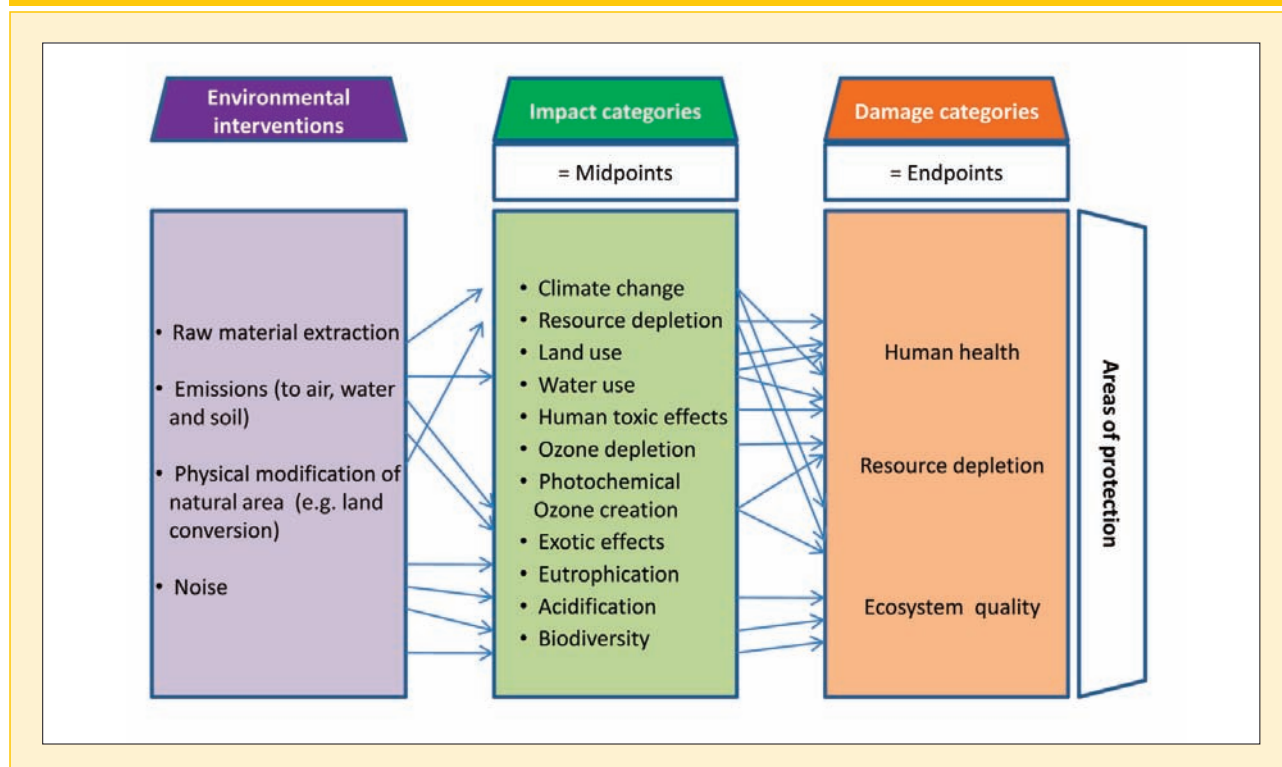 Environmental
interventions
Impact categories
Damage categories
= Midpoints
= Endpoints
• Raw material extraction
• Emissions (to air, water
and soil)
• Physical modification of
natural area (e.g. land
conversion)
• Noise
• Climate change
• Resource depletion
• Land use
• Water use
• Human toxic effects
• Ozone depletion
• Photochemical
Ozone creation
• Exotic effects
• Eutrophication
• Acidification
• Biodiversity
Human health
Resource depletion
Ecosystem quality
Areas of protection